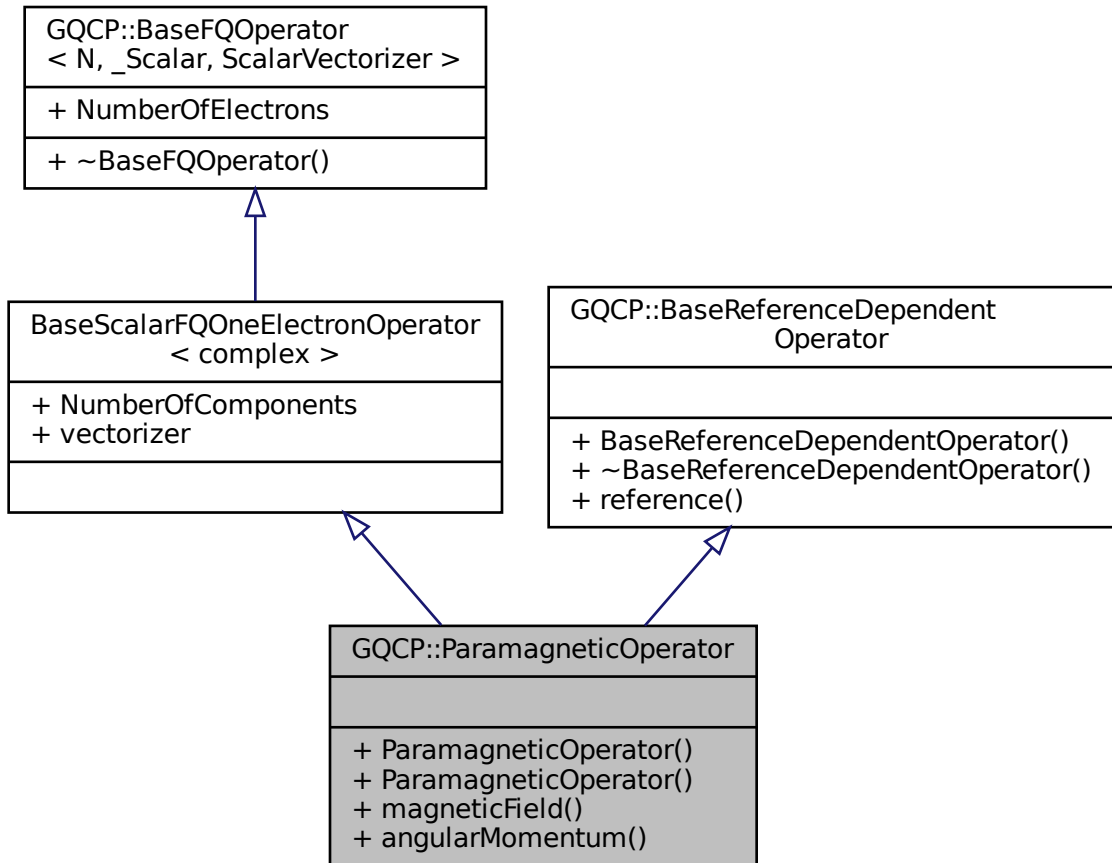 GQCP::BaseFQOperator
< N, _Scalar, ScalarVectorizer >
+ NumberOfElectrons
+ ~BaseFQOperator()
BaseScalarFQOneElectronOperator
< complex >
+ NumberOfComponents
+ vectorizer
GQCP::BaseReferenceDependent
Operator
+ BaseReferenceDependentOperator()
+ ~BaseReferenceDependentOperator()
+ reference()
GQCP::ParamagneticOperator
+ ParamagneticOperator()
+ ParamagneticOperator()
+ magneticField()
+ angularMomentum()